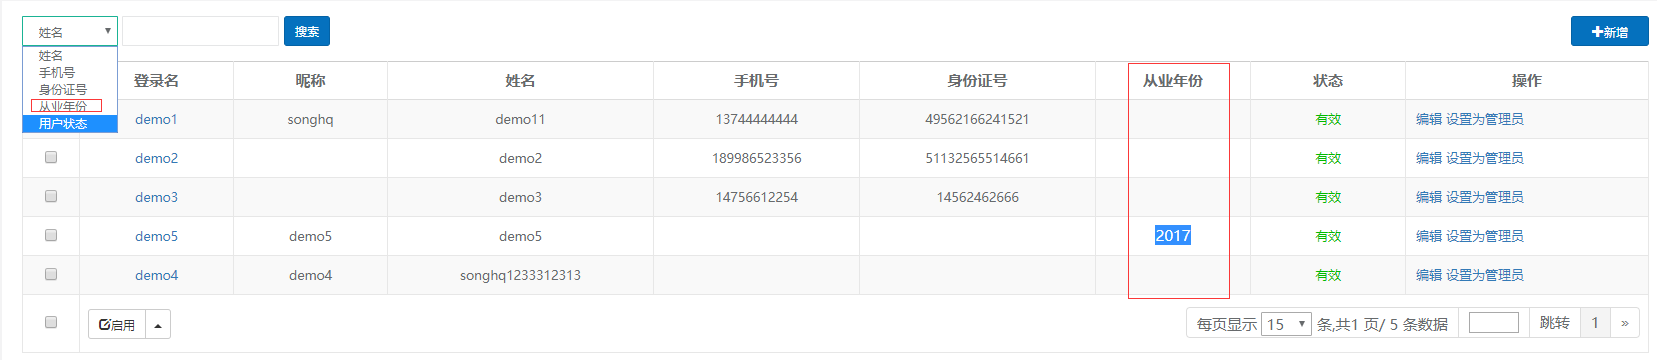 姓名 搜索 新增
姓名
手机号
身份证号
从业年份
用户状态
登录名 昵称 姓名 手机号 身份证号 从业年份 状态 操作
demo1 songhq demo11 13744444444 49562166241521 有效 编辑 设置为管理员
demo2 demo2 189986523356 51132565514661 有效 编辑 设置为管理员
demo3 demo3 14756612254 14562462666 有效 编辑 设置为管理员
demo5 demo5 demo5 2017 有效 编辑 设置为管理员
demo4 demo4 songhq1233312313 有效 编辑 设置为管理员
启用 每页显示 15 条,共1 页/ 5 条数据 跳转 1 »